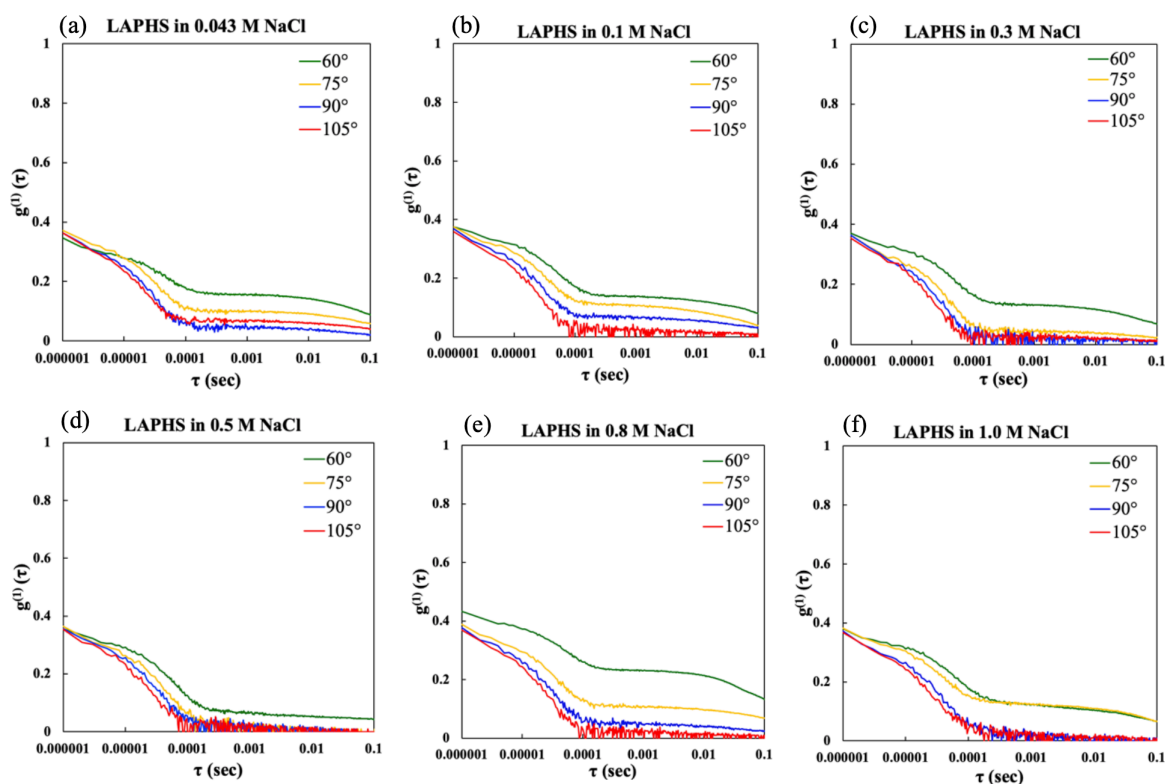 (a) LAPHS in 0.043 M NaCl
1
0.8
0.6
0.4
0.2
0
g(1) (τ)
60°
75°
90°
105°
0.000001 0.00001 0.0001 0.001 0.01 0.1
τ (sec)
(b) LAPHS in 0.1 M NaCl
1
0.8
0.6
0.4
0.2
0
g(1) (τ)
60°
75°
90°
105°
0.000001 0.00001 0.0001 0.001 0.01 0.1
τ (sec)
(c) LAPHS in 0.3 M NaCl
1
0.8
0.6
0.4
0.2
0
g(1) (τ)
60°
75°
90°
105°
0.000001 0.00001 0.0001 0.001 0.01 0.1
τ (sec)
(d) LAPHS in 0.5 M NaCl
1
0.8
0.6
0.4
0.2
0
g(1) (τ)
60°
75°
90°
105°
0.000001 0.00001 0.0001 0.001 0.01 0.1
τ (sec)
(e) LAPHS in 0.8 M NaCl
1
0.8
0.6
0.4
0.2
0
g(1) (τ)
60°
75°
90°
105°
0.000001 0.00001 0.0001 0.001 0.01 0.1
τ (sec)
(f) LAPHS in 1.0 M NaCl
1
0.8
0.6
0.4
0.2
0
g(1) (τ)
60°
75°
90°
105°
0.000001 0.00001 0.0001 0.001 0.01 0.1
τ (sec)